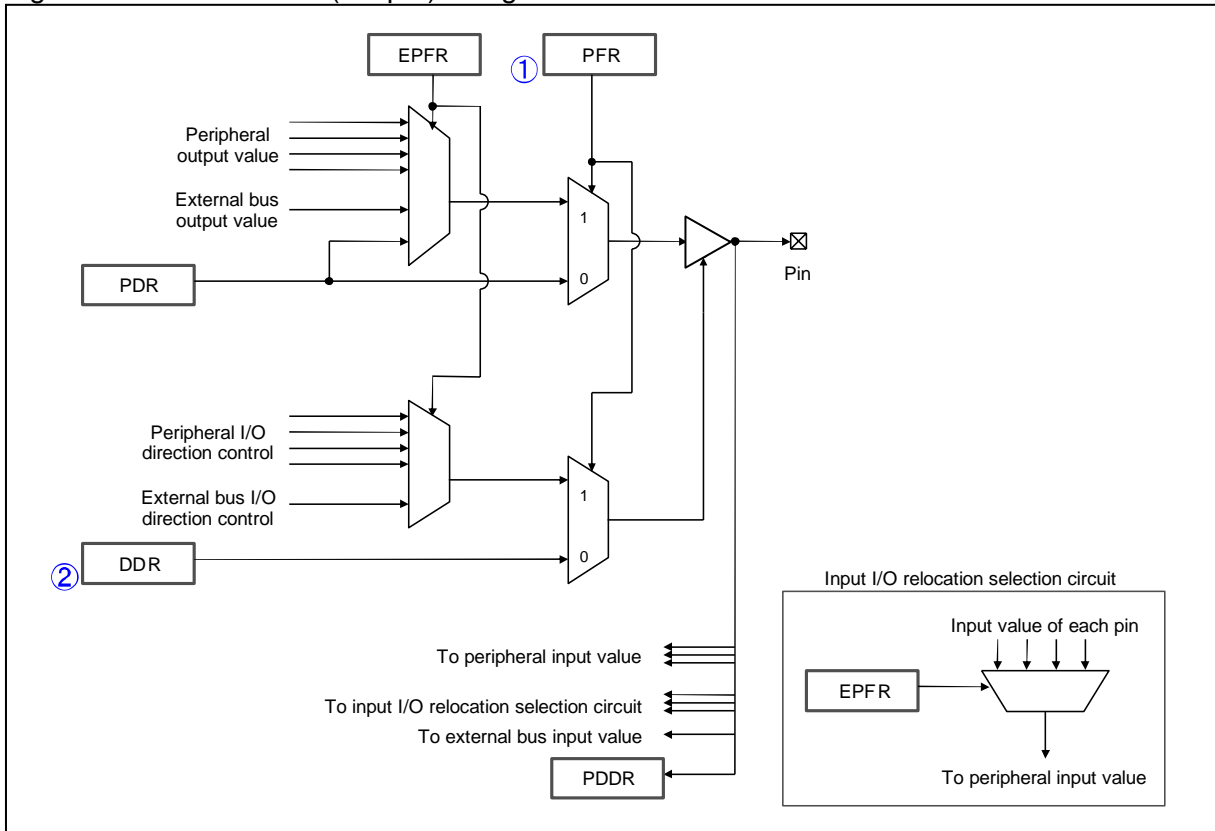 EPFR
PFR
①
Peripheral
output value
External bus
output value
1
0
PDR
Pin
Peripheral I/O
direction control
External bus I/O
direction control
1
0
DDR
②
Input I/O relocation selection circuit
Input value of each pin
EPFR
To peripheral input value
To peripheral input value
To input I/O relocation selection circuit
To external bus input value
PDDR